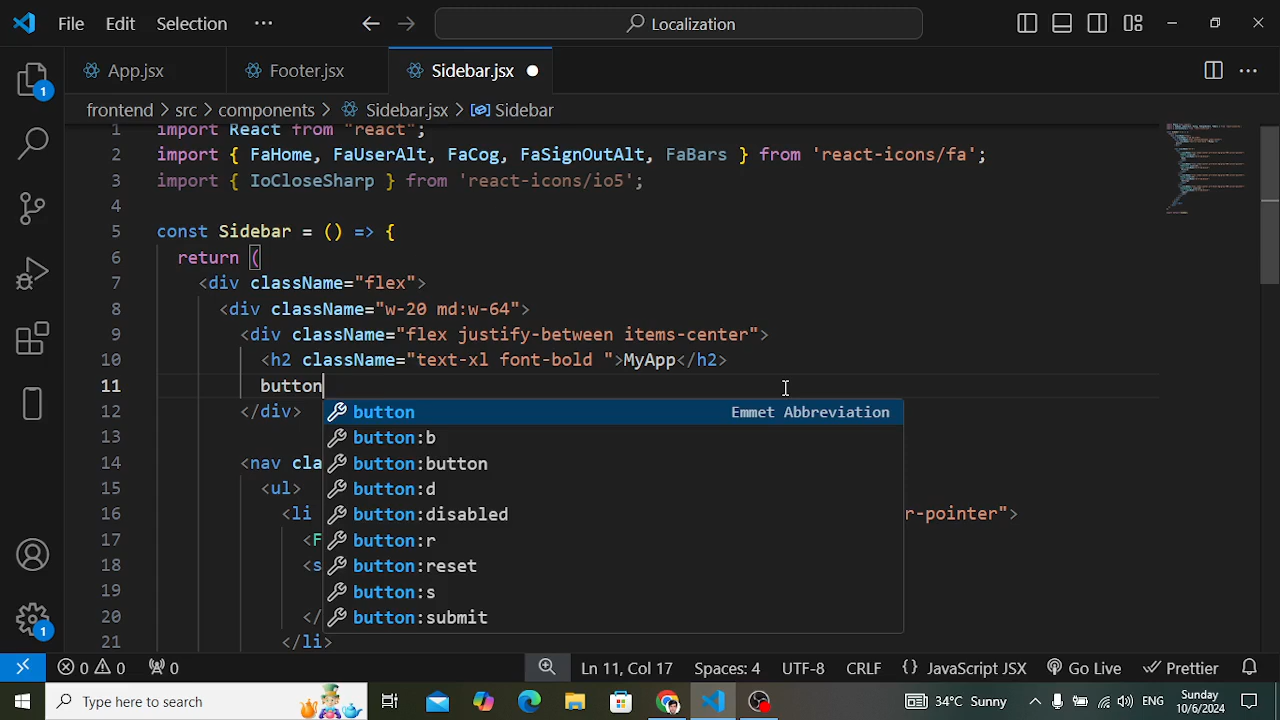 File Edit Selection ··· Localization
App.jsx Footer.jsx Sidebar.jsx
frontend > src > components > Sidebar.jsx > Sidebar
1 import React from "react";
2 import { FaHome, FaUserAlt, FaCog, FaSignOutAlt, FaBars } from 'react-icons/fa';
3 import { IoCloseSharp } from 'react-icons/io5';
4
5 const Sidebar = () => {
6 return (
7 <div className="flex">
8 <div className="w-20 md:w-64">
9 <div className="flex justify-between items-center">
10 <h2 className="text-xl font-bold ">MyApp</h2>
11 button
12 </div>
button Emmet Abbreviation
button:b
button:button
button:d
button:disabled
button:r
button:reset
button:s
button:submit
13
14 <nav cla
15 <ul>
16 <li r-pointer">
17 <F
18 <s
19
20 </
21 </li>
1
1
0 0 0 Ln 11, Col 17 Spaces: 4 UTF-8 CRLF {} JavaScript JSX Go Live Prettier
Type here to search 34°C Sunny ENG Sunday 10/6/2024